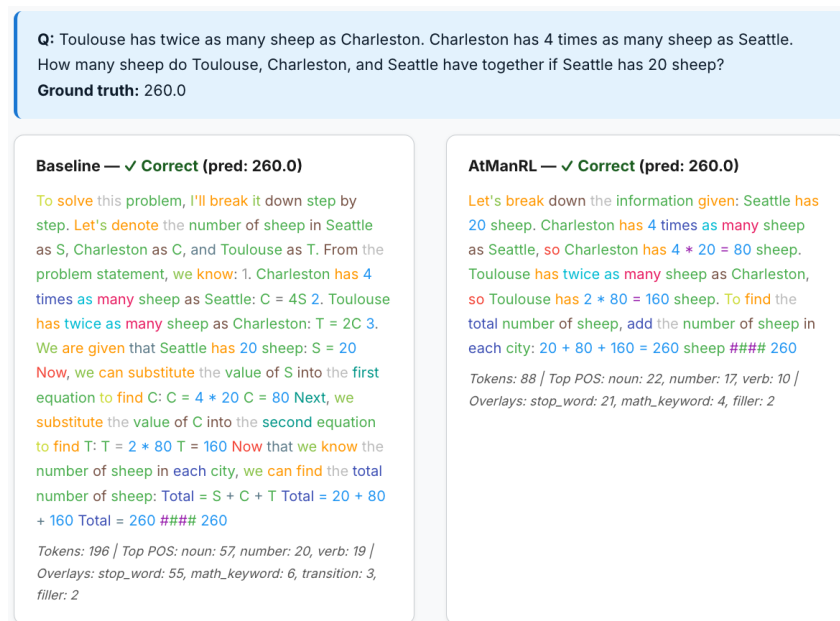 Q: Toulouse has twice as many sheep as Charleston. Charleston has 4 times as many sheep as Seattle.
How many sheep do Toulouse, Charleston, and Seattle have together if Seattle has 20 sheep?
Ground truth: 260.0
Baseline — ✓ Correct (pred: 260.0)
To solve this problem, I'll break it down step by
step. Let's denote the number of sheep in Seattle
as S, Charleston as C, and Toulouse as T. From the
problem statement, we know: 1. Charleston has 4
times as many sheep as Seattle: C = 4S 2. Toulouse
has twice as many sheep as Charleston: T = 2C 3.
We are given that Seattle has 20 sheep: S = 20
Now, we can substitute the value of S into the first
equation to find C: C = 4 * 20 C = 80 Next, we
substitute the value of C into the second equation
to find T: T = 2 * 80 T = 160 Now that we know the
number of sheep in each city, we can find the total
number of sheep: Total = S + C + T Total = 20 + 80
+ 160 Total = 260 #### 260
Tokens: 196 | Top POS: noun: 57, number: 20, verb: 19 |
Overlays: stop_word: 55, math_keyword: 6, transition: 3,
filler: 2
AtManRL — ✓ Correct (pred: 260.0)
Let's break down the information given: Seattle has
20 sheep. Charleston has 4 times as many sheep
as Seattle, so Charleston has 4 * 20 = 80 sheep.
Toulouse has twice as many sheep as Charleston,
so Toulouse has 2 * 80 = 160 sheep. To find the
total number of sheep, add the number of sheep in
each city: 20 + 80 + 160 = 260 sheep #### 260
Tokens: 88 | Top POS: noun: 22, number: 17, verb: 10 |
Overlays: stop_word: 21, math_keyword: 4, filler: 2